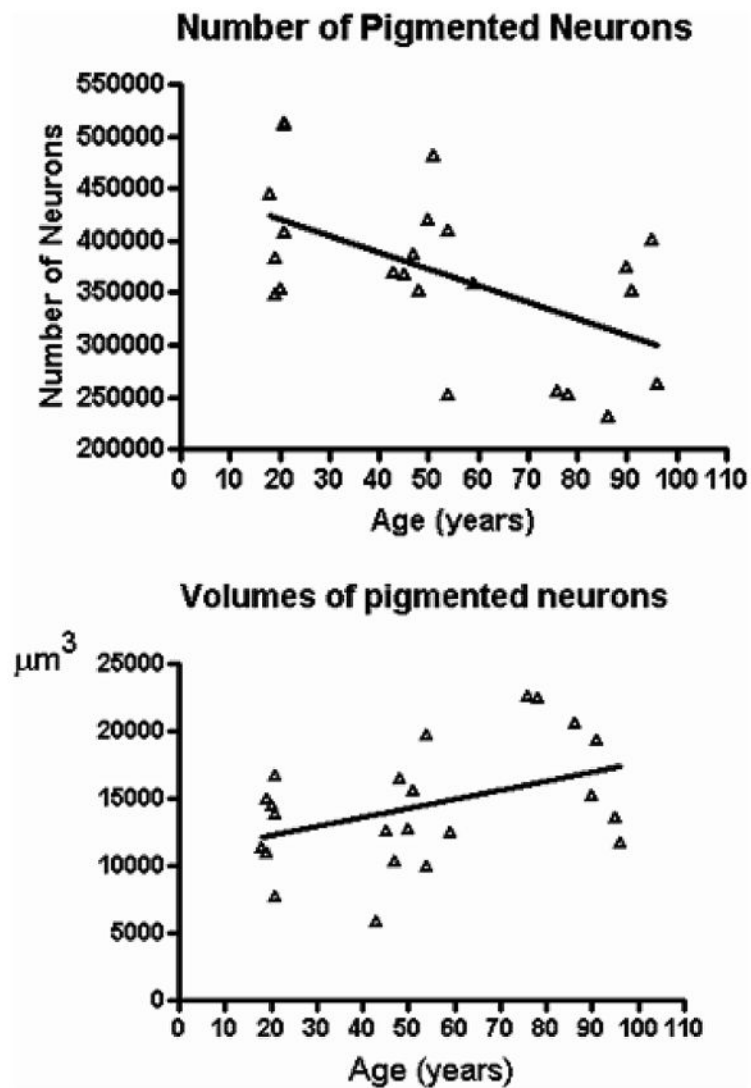 Number of Pigmented Neurons
Number of Neurons
550000
500000
450000
400000
350000
300000
250000
200000
0 10 20 30 40 50 60 70 80 90 100 110
Age (years)
Volumes of pigmented neurons
μm³
25000
20000
15000
10000
5000
0
0 10 20 30 40 50 60 70 80 90 100 110
Age (years)